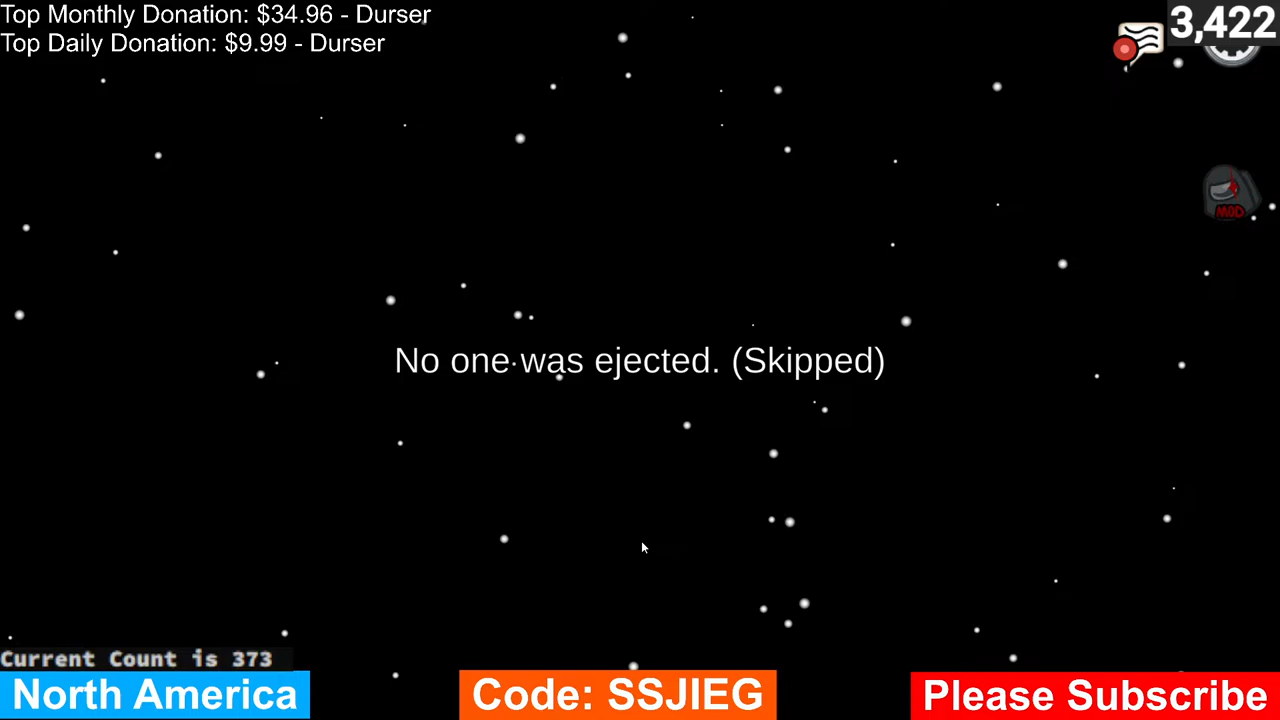 Top Monthly Donation: $34.96 - Durser
Top Daily Donation: $9.99 - Durser
3,422
MOD
No one was ejected. (Skipped)
Current Count is 373
North America
Code: SSJIEG
Please Subscribe